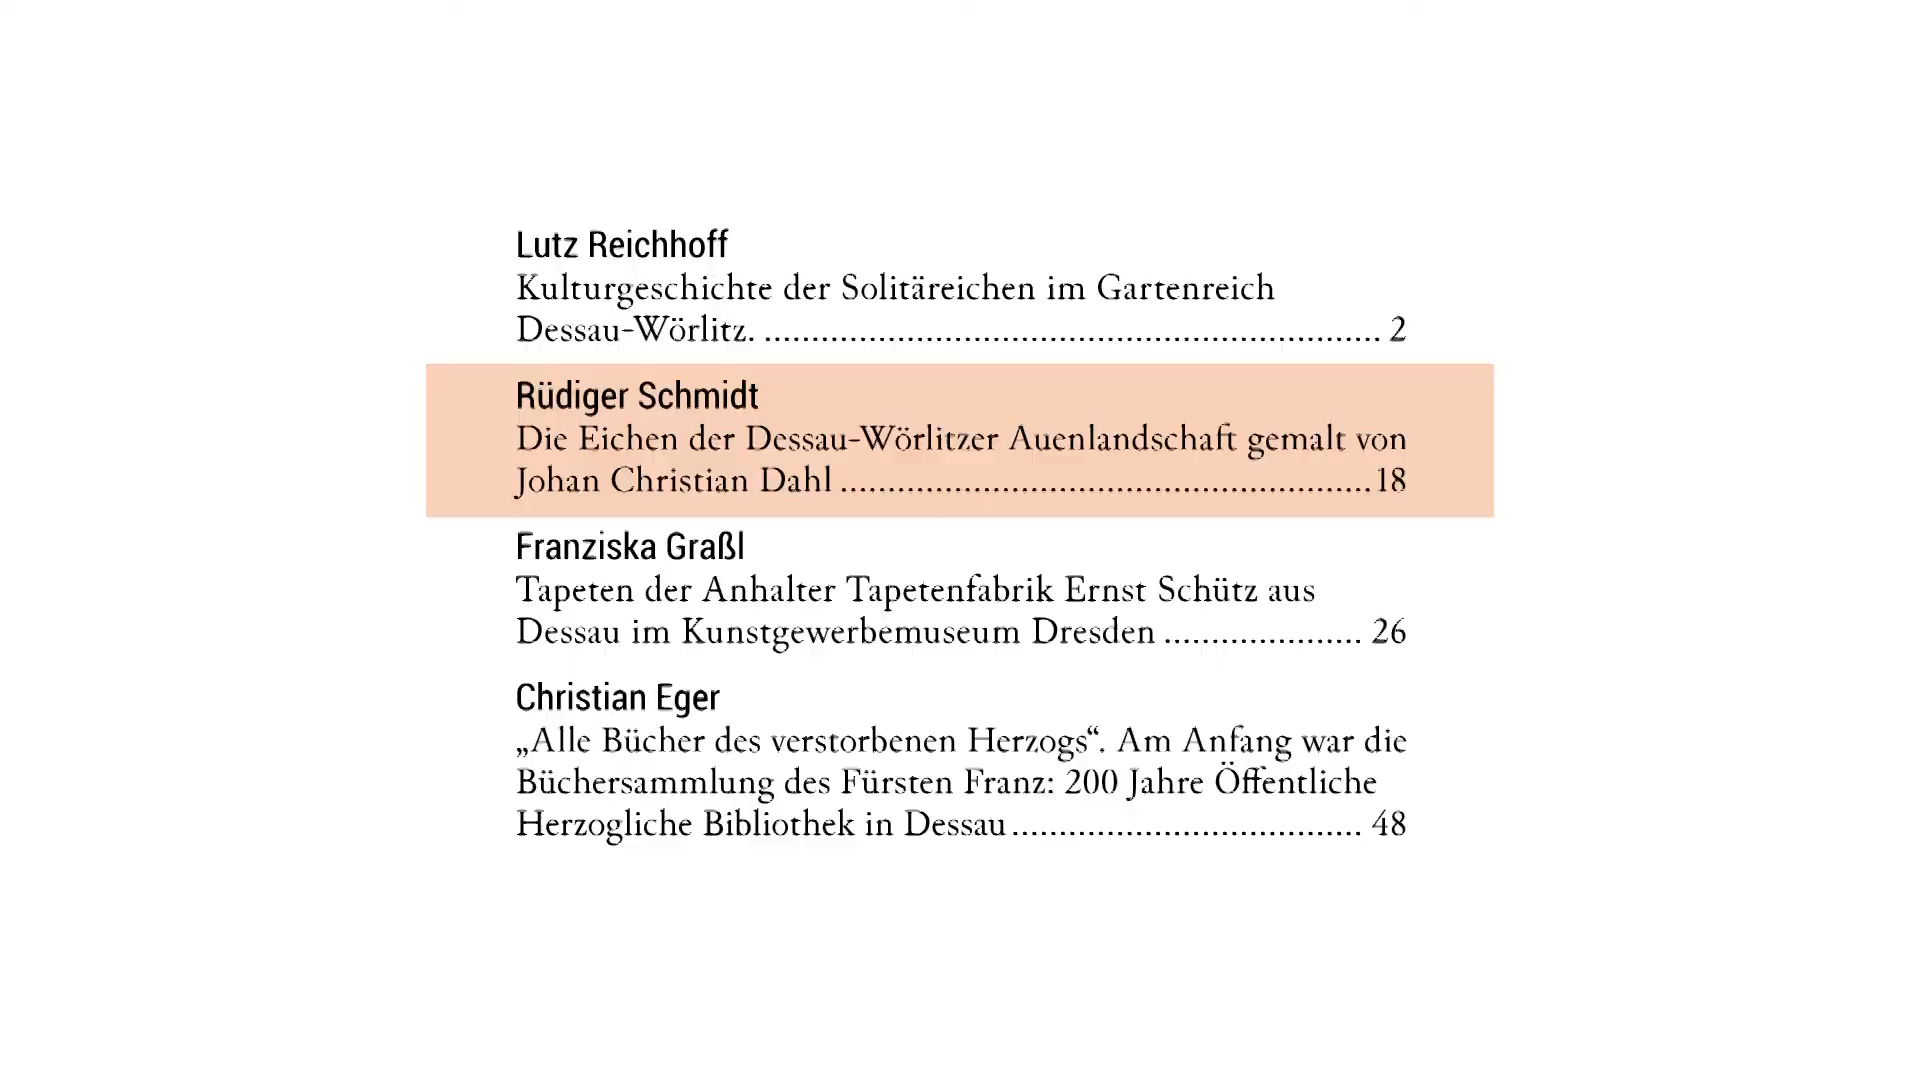 Lutz Reichhoff
Kulturgeschichte der Solitäreichen im Gartenreich
Dessau-Wörlitz. ................................................................. 2
Rüdiger Schmidt
Die Eichen der Dessau-Wörlitzer Auenlandschaft gemalt von
Johan Christian Dahl ........................................................ 18
Franziska Graßl
Tapeten der Anhalter Tapetenfabrik Ernst Schütz aus
Dessau im Kunstgewerbemuseum Dresden ..................... 26
Christian Eger
„Alle Bücher des verstorbenen Herzogs“. Am Anfang war die
Büchersammlung des Fürsten Franz: 200 Jahre Öffentliche
Herzogliche Bibliothek in Dessau ..................................... 48